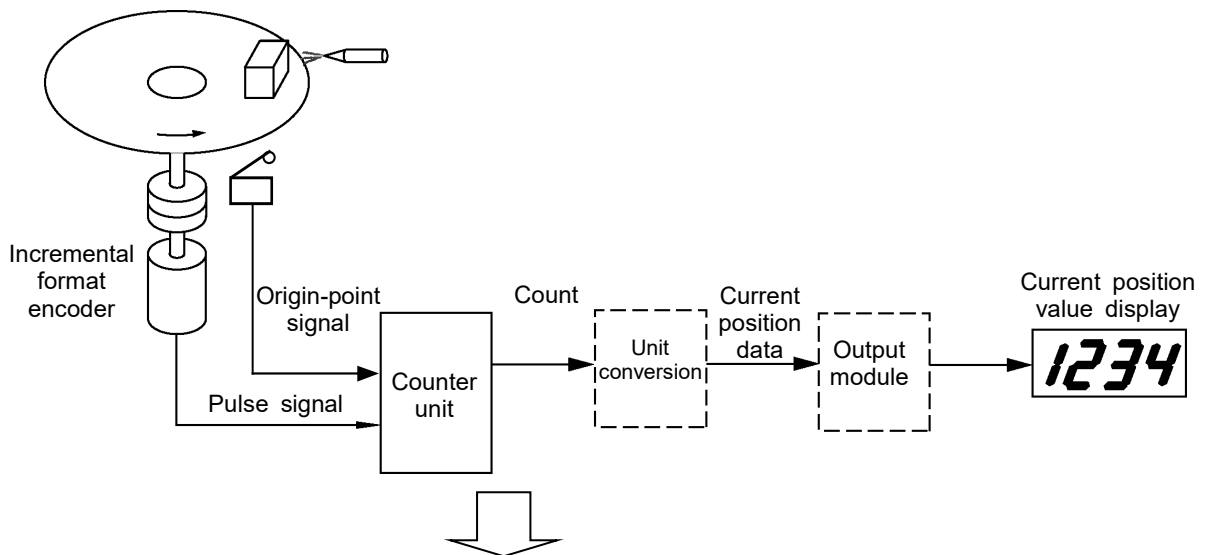 Incremental
format
encoder
Origin-point
signal
Pulse signal
Counter
unit
Count
Unit
conversion
Current
position
data
Output
module
Current position
value display
1234